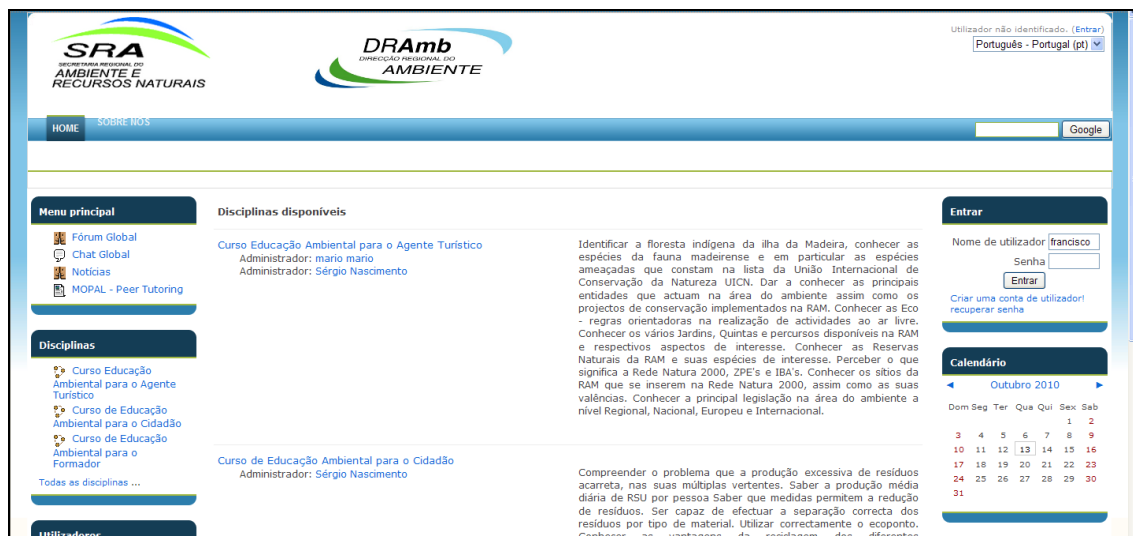 SRA
SECRETARIA REGIONAL DO
AMBIENTE E
RECURSOS NATURAIS
DRAmb
DIRECÇÃO REGIONAL DO
AMBIENTE
Utilizador não identificado. (Entrar)
Português - Portugal (pt)
HOME
SOBRE NÓS
Google
Menu principal
Fórum Global
Chat Global
Notícias
MOPAL - Peer Tutoring
Disciplinas
Curso Educação
Ambiental para o Agente
Turístico
Curso de Educação
Ambiental para o Cidadão
Curso de Educação
Ambiental para o
Formador
Todas as disciplinas ...
Utilizadores
Disciplinas disponíveis
Curso Educação Ambiental para o Agente Turístico
Administrador: mario mario
Administrador: Sérgio Nascimento
Identificar a floresta indígena da ilha da Madeira, conhecer as
espécies da fauna madeirense e em particular as espécies
ameaçadas que constam na lista da União Internacional de
Conservação da Natureza UICN. Dar a conhecer as principais
entidades que actuam na área do ambiente assim como os
projectos de conservação implementados na RAM. Conhecer as Eco
- regras orientadoras na realização de actividades ao ar livre.
Conhecer os vários Jardins, Quintas e percursos disponíveis na RAM
e respectivos aspectos de interesse. Conhecer as Reservas
Naturais da RAM e suas espécies de interesse. Perceber o que
significa a Rede Natura 2000, ZPE's e IBA's. Conhecer os sítios da
RAM que se inserem na Rede Natura 2000, assim como as suas
valências. Conhecer a principal legislação na área do ambiente a
nível Regional, Nacional, Europeu e Internacional.
Curso de Educação Ambiental para o Cidadão
Administrador: Sérgio Nascimento
Compreender o problema que a produção excessiva de resíduos
acarreta, nas suas múltiplas vertentes. Saber a produção média
diária de RSU por pessoa Saber que medidas permitem a redução
de resíduos. Ser capaz de efectuar a separação correcta dos
resíduos por tipo de material. Utilizar correctamente o ecoponto.
Conhecer as vantagens da reciclagem dos diferentes
Entrar
Nome de utilizador francisco
Senha
Entrar
Criar uma conta de utilizador!
recuperar senha
Calendário
◄ Outubro 2010 ►
Dom Seg Ter Qua Qui Sex Sab
1 2
3 4 5 6 7 8 9
10 11 12 13 14 15 16
17 18 19 20 21 22 23
24 25 26 27 28 29 30
31